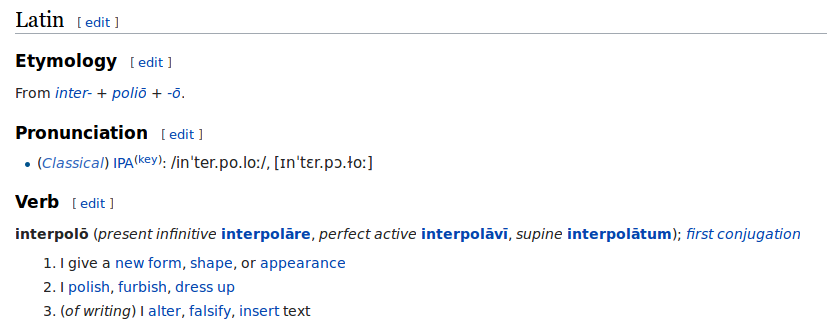 Latin [ edit ]
Etymology [ edit ]
From inter- + poliō + -ō.
Pronunciation [ edit ]
• (Classical) IPA(key): /inˈter.po.loː/, [ɪnˈtɛr.pɔ.ɫoː]
Verb [ edit ]
interpolō (present infinitive interpolāre, perfect active interpolāvī, supine interpolātum); first conjugation
1. I give a new form, shape, or appearance
2. I polish, furbish, dress up
3. (of writing) I alter, falsify, insert text